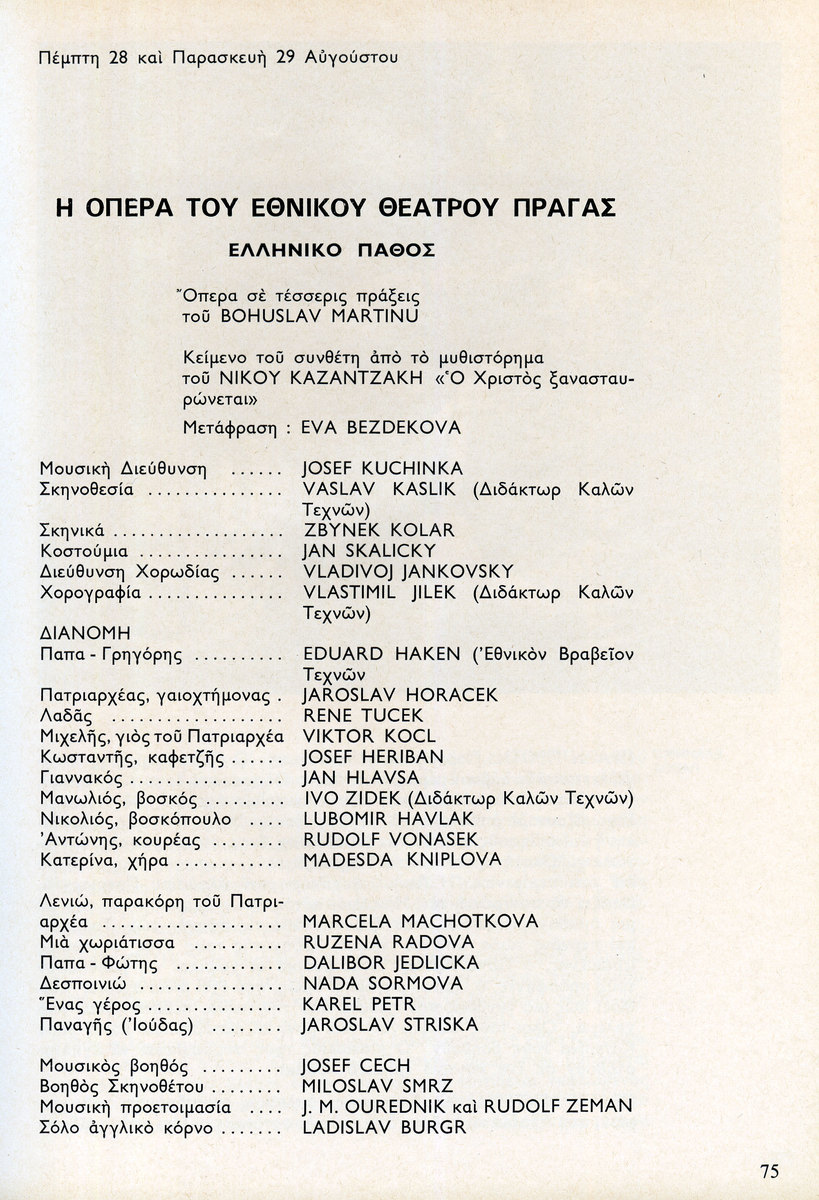 Πέμπτη 28 καὶ Παρασκευὴ 29 Αὐγούστου
Η ΟΠΕΡΑ ΤΟΥ ΕΘΝΙΚΟΥ ΘΕΑΤΡΟΥ ΠΡΑΓΑΣ
ΕΛΛΗΝΙΚΟ ΠΑΘΟΣ
Ὄπερα σὲ τέσσερις πράξεις
τοῦ BOHUSLAV MARTINU
Κείμενο τοῦ συνθέτη ἀπὸ τὸ μυθιστόρημα
τοῦ ΝΙΚΟΥ ΚΑΖΑΝΤΖΑΚΗ «Ὁ Χριστὸς ξανασταυ-
ρώνεται»
Μετάφραση : EVA BEZDEKOVA
Μουσικὴ Διεύθυνση ...... JOSEF KUCHINKA
Σκηνοθεσία ............... VASLAV KASLIK (Διδάκτωρ Καλῶν
Τεχνῶν)
Σκηνικά ................... ZBYNEK KOLAR
Κοστούμια ................ JAN SKALICKY
Διεύθυνση Χορωδίας ...... VLADIVOJ JANKOVSKY
Χορογραφία ............... VLASTIMIL JILEK (Διδάκτωρ Καλῶν
Τεχνῶν)
ΔΙΑΝΟΜΗ
Παπα - Γρηγόρης .......... EDUARD HAKEN (Ἐθνικὸν Βραβεῖον
Τεχνῶν
Πατριαρχέας, γαιοχτήμονας . JAROSLAV HORACEK
Λαδᾶς ................... RENE TUCEK
Μιχελῆς, γιὸς τοῦ Πατριαρχέα VIKTOR KOCL
Κωσταντῆς, καφετζῆς ...... JOSEF HERIBAN
Γιαννακός ................. JAN HLAVSA
Μανωλιός, βοσκός ......... IVO ZIDEK (Διδάκτωρ Καλῶν Τεχνῶν)
Νικολιός, βοσκόπουλο .... LUBOMIR HAVLAK
Ἀντώνης, κουρέας ........ RUDOLF VONASEK
Κατερίνα, χήρα ............ MADESDA KNIPLOVA
Λενιώ, παρακόρη τοῦ Πατρι-
αρχέα .................... MARCELA MACHOTKOVA
Μιὰ χωριάτισσα .......... RUZENA RADOVA
Παπα - Φώτης ............ DALIBOR JEDLICKA
Δεσποινιώ ................ NADA SORMOVA
Ἕνας γέρος ............... KAREL PETR
Παναγῆς (Ἰούδας) ........ JAROSLAV STRISKA
Μουσικὸς βοηθός ......... JOSEF CECH
Βοηθὸς Σκηνοθέτου ........ MILOSLAV SMRZ
Μουσικὴ προετοιμασία .... J. M. OUREDNIK καὶ RUDOLF ZEMAN
Σόλο ἀγγλικὸ κόρνο ....... LADISLAV BURGR
75